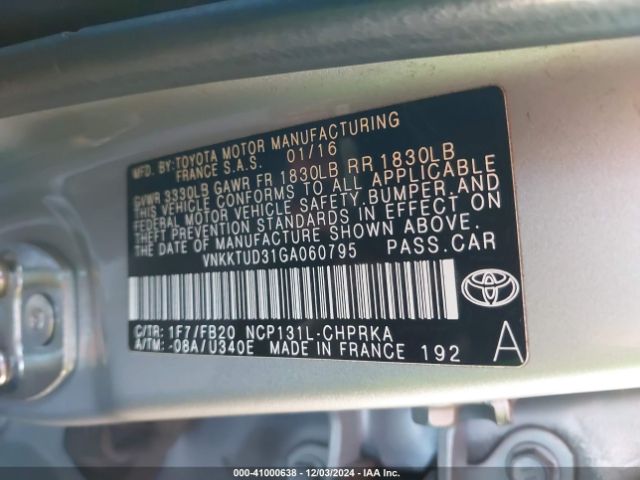 MFD. BY: TOYOTA MOTOR MANUFACTURING
FRANCE S.A.S. 01/16
GVWR 3330LB GAWR FR 1830LB RR 1830LB
THIS VEHICLE CONFORMS TO ALL APPLICABLE
FEDERAL MOTOR VEHICLE SAFETY, BUMPER, AND
THEFT PREVENTION STANDARDS IN EFFECT ON
THE DATE OF MANUFACTURE SHOWN ABOVE.
VNKKTUD31GA060795 PASS.CAR
C/TR: 1F7/FB20 NCP131L-CHPRKA
A/TM: -08A/U340E MADE IN FRANCE 192 A
000-41000638 - 12/03/2024 - IAA Inc.